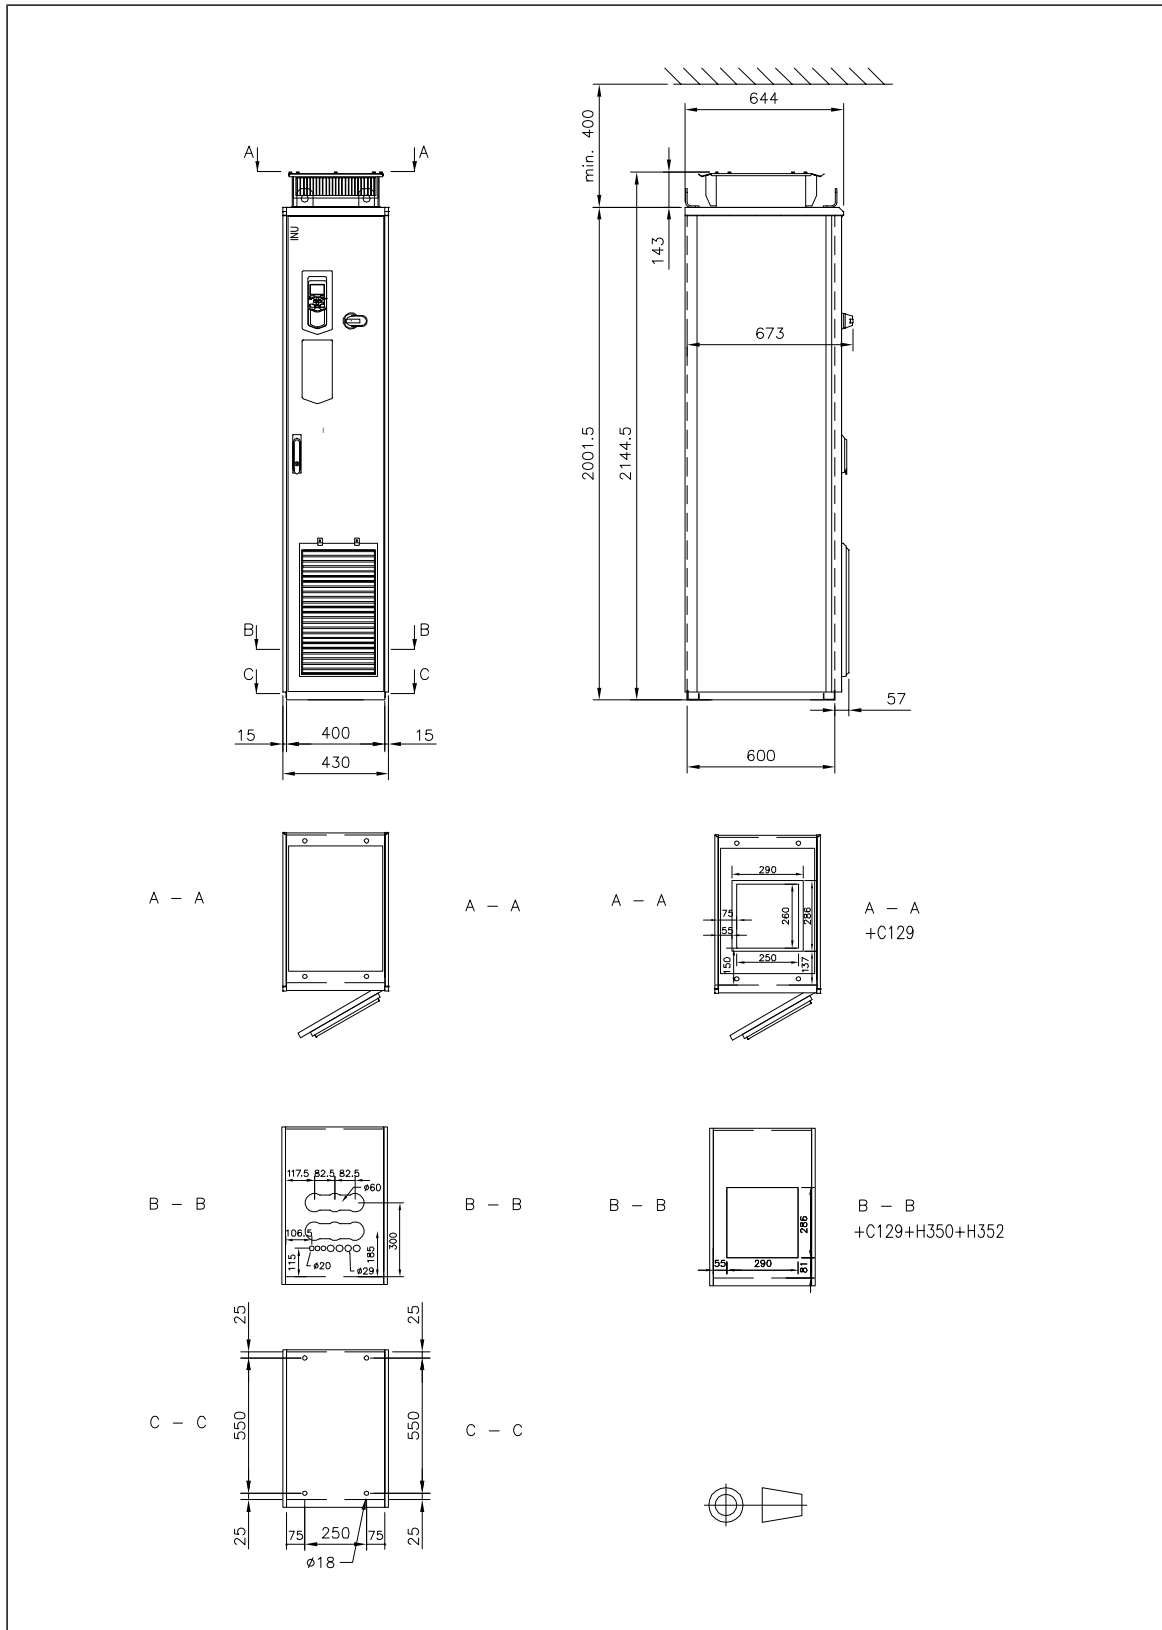 644
min. 400
A
A
143
INU
673
2001.5
2144.5
B
B
C
C
57
15
400
15
430
600
A – A
A – A
A – A
290
75
260
286
55
250
150
137
A – A
+C129
B – B
117.5
82.5
82.5
ø60
106.5
115
ø20
ø29
185
300
B – B
B – B
286
55
290
81
B – B
+C129+H350+H352
25
25
C – C
550
550
C – C
25
75
250
75
25
ø18